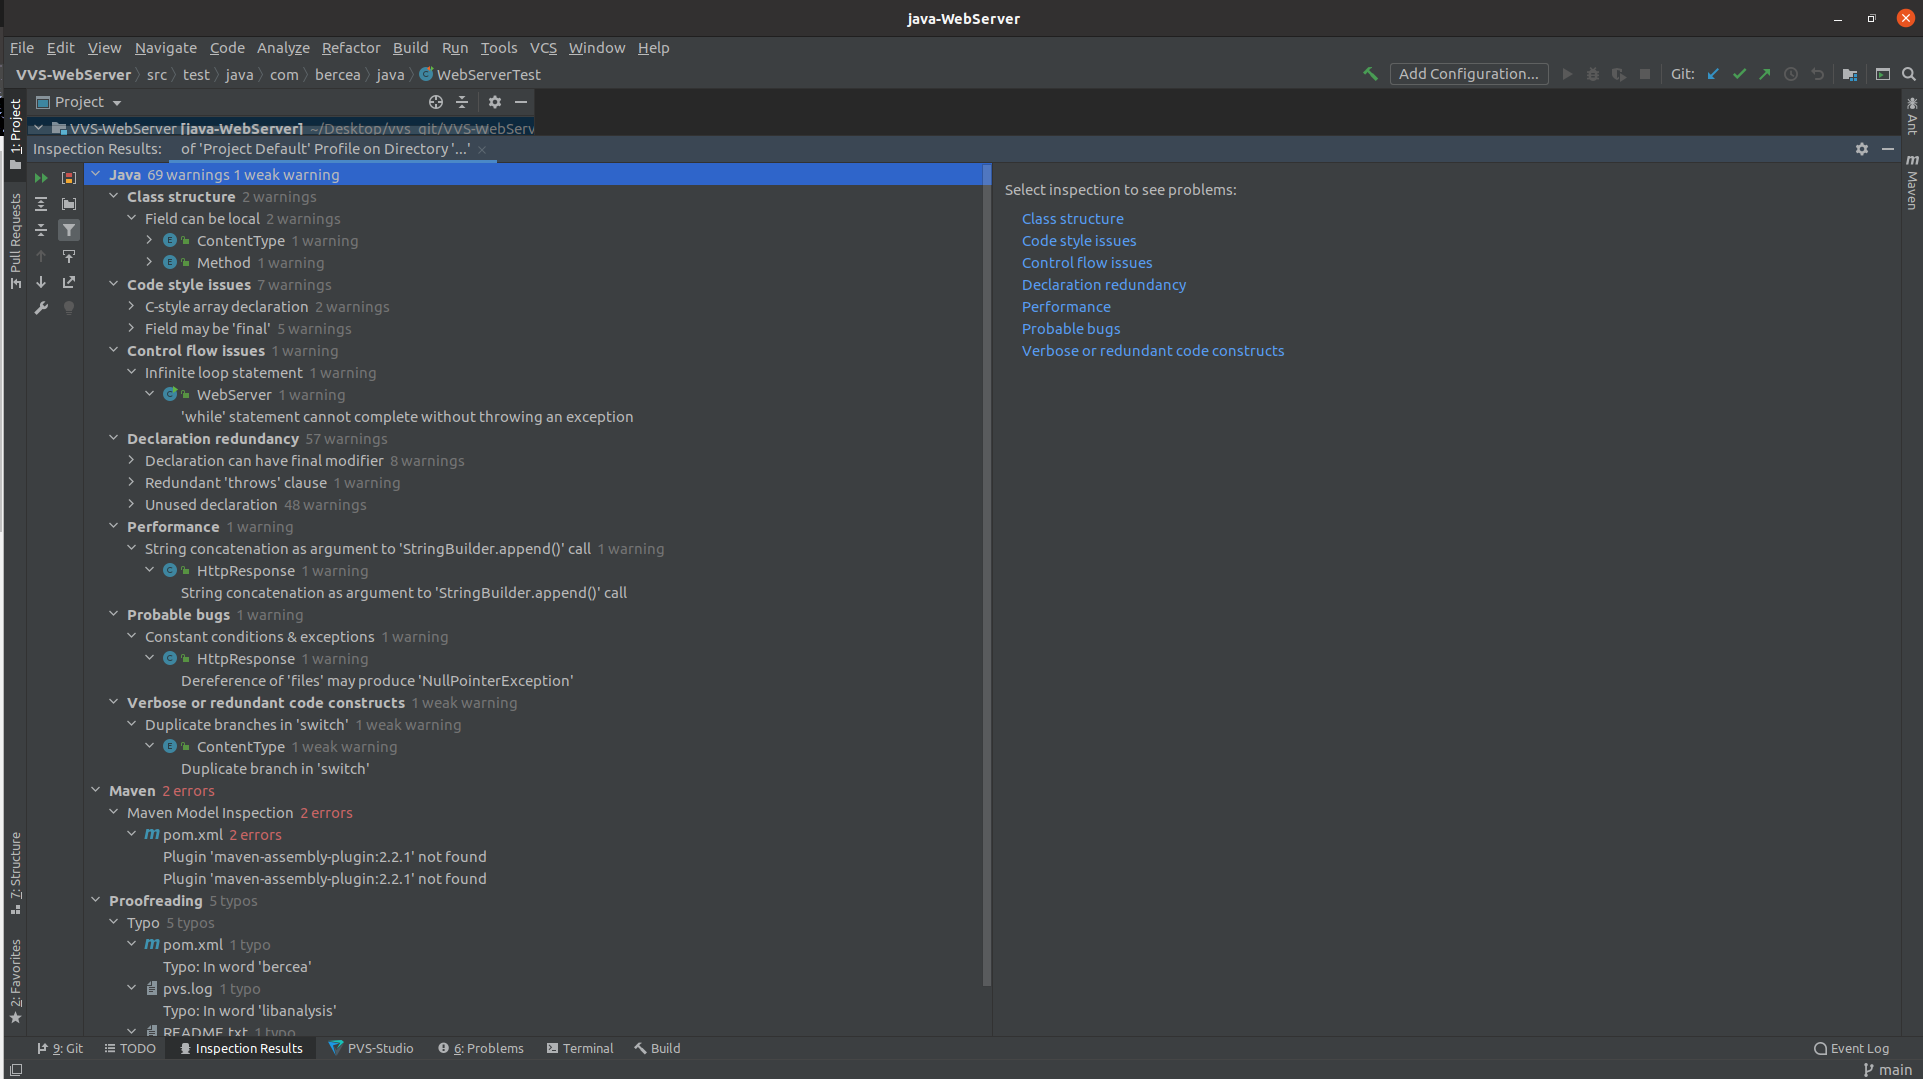 java-WebServer
File Edit View Navigate Code Analyze Refactor Build Run Tools VCS Window Help
VVS-WebServer src test java com bercea java WebServerTest Add Configuration... Git:
Project
VVS-WebServer [java-WebServer] ~/Desktop/vvs_git/VVS-WebServ
Inspection Results: of 'Project Default' Profile on Directory '...'
1: Project
Pull Requests
7: Structure
2: Favorites
Java 69 warnings 1 weak warning
Class structure 2 warnings
Field can be local 2 warnings
ContentType 1 warning
Method 1 warning
Code style issues 7 warnings
C-style array declaration 2 warnings
Field may be 'final' 5 warnings
Control flow issues 1 warning
Infinite loop statement 1 warning
WebServer 1 warning
'while' statement cannot complete without throwing an exception
Declaration redundancy 57 warnings
Declaration can have final modifier 8 warnings
Redundant 'throws' clause 1 warning
Unused declaration 48 warnings
Performance 1 warning
String concatenation as argument to 'StringBuilder.append()' call 1 warning
HttpResponse 1 warning
String concatenation as argument to 'StringBuilder.append()' call
Probable bugs 1 warning
Constant conditions & exceptions 1 warning
HttpResponse 1 warning
Dereference of 'files' may produce 'NullPointerException'
Verbose or redundant code constructs 1 weak warning
Duplicate branches in 'switch' 1 weak warning
ContentType 1 weak warning
Duplicate branch in 'switch'
Maven 2 errors
Maven Model Inspection 2 errors
pom.xml 2 errors
Plugin 'maven-assembly-plugin:2.2.1' not found
Plugin 'maven-assembly-plugin:2.2.1' not found
Proofreading 5 typos
Typo 5 typos
pom.xml 1 typo
Typo: In word 'bercea'
pvs.log 1 typo
Typo: In word 'libanalysis'
README.txt 1 typo
Select inspection to see problems:
Class structure
Code style issues
Control flow issues
Declaration redundancy
Performance
Probable bugs
Verbose or redundant code constructs
Ant
Maven
9: Git TODO Inspection Results PVS-Studio 6: Problems Terminal Build Event Log
main